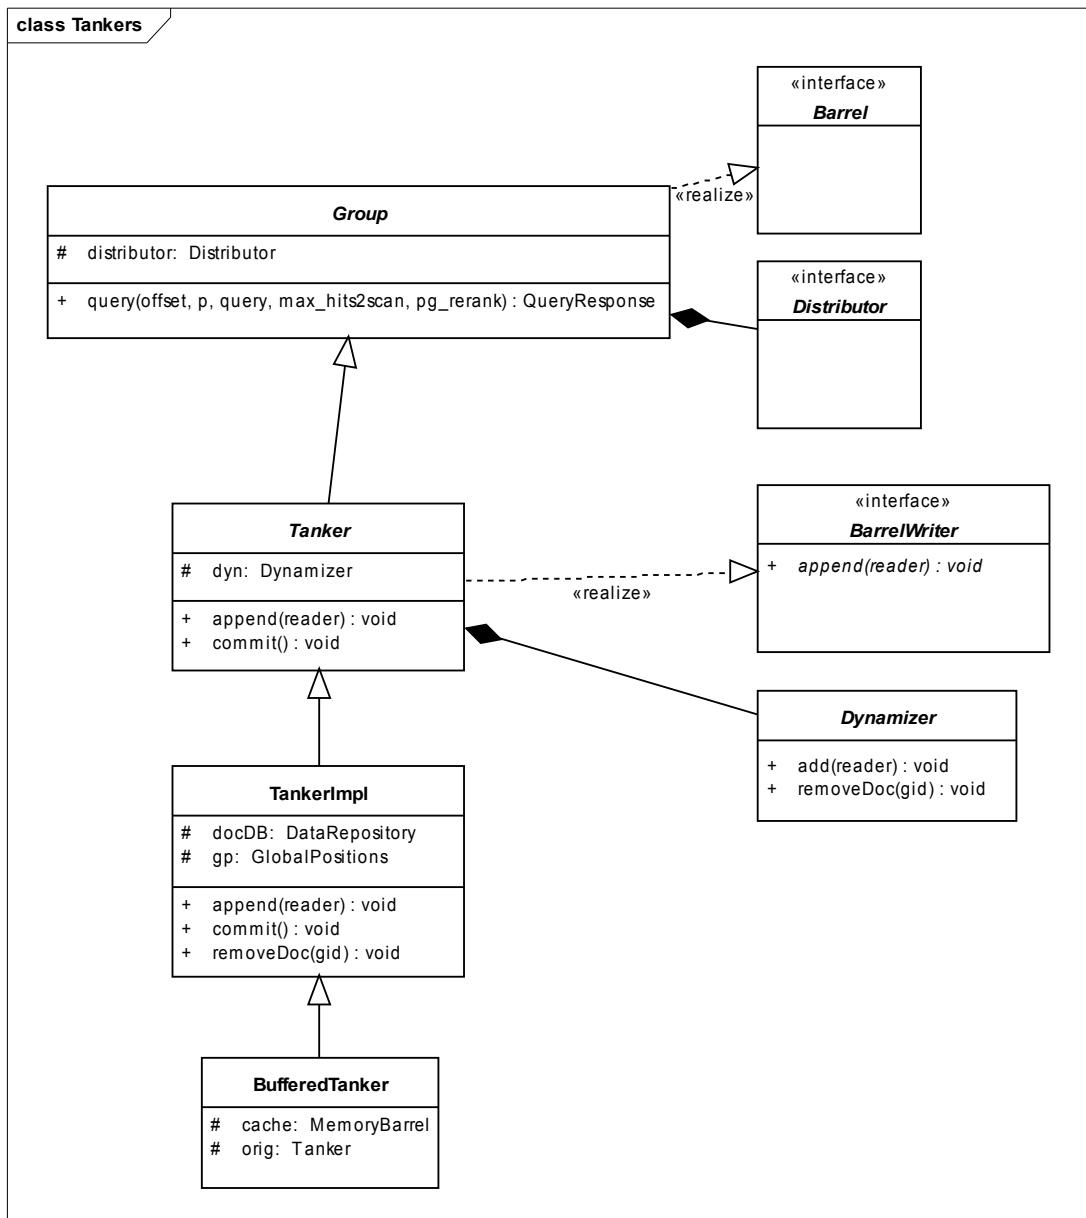 class Tankers
«interface»
Barrel
«realize»
Group
# distributor: Distributor
+ query(offset, p, query, max_hits2scan, pg_rerank) : QueryResponse
«interface»
Distributor
Tanker
# dyn: Dynamizer
+ append(reader) : void
+ commit() : void
«realize»
«interface»
BarrelWriter
+ append(reader) : void
Dynamizer
+ add(reader) : void
+ removeDoc(gid) : void
TankerImpl
# docDB: DataRepository
# gp: GlobalPositions
+ append(reader) : void
+ commit() : void
+ removeDoc(gid) : void
BufferedTanker
# cache: MemoryBarrel
# orig: Tanker